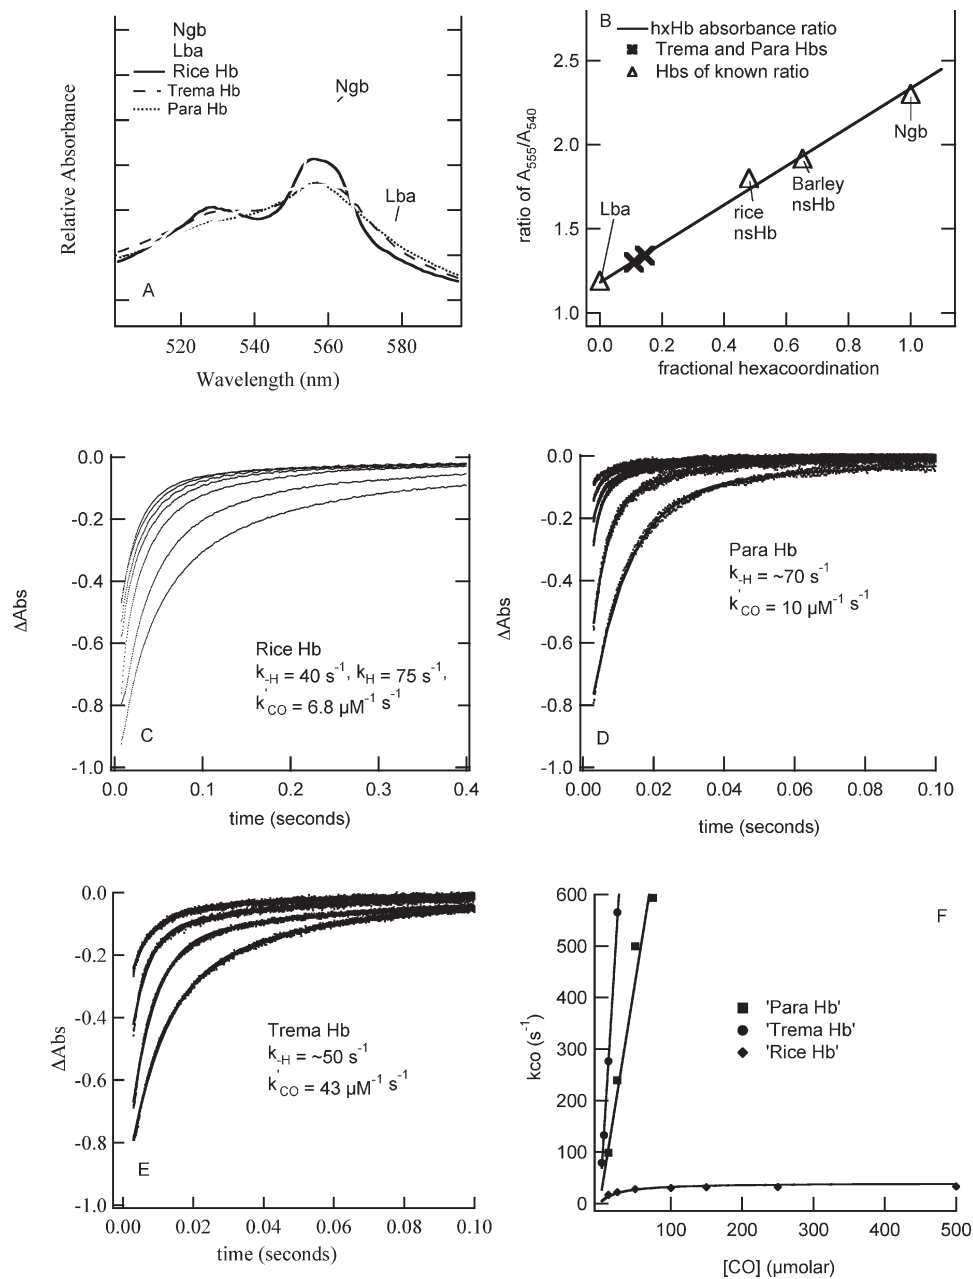 Ngb
Lba
Rice Hb
Trema Hb
Para Hb
Ngb
Lba
A
Relative Absorbance
520
540
560
580
Wavelength (nm)
B
hxHb absorbance ratio
Trema and Para Hbs
Hbs of known ratio
2.5
2.0
1.5
1.0
ratio of A555/A540
Lba
rice
nsHb
Barley
nsHb
Ngb
0.0
0.2
0.4
0.6
0.8
1.0
fractional hexacoordination
0.0
-0.2
-0.4
-0.6
-0.8
-1.0
ΔAbs
Rice Hb
k-H = 40 s-1, kH = 75 s-1,
k'CO = 6.8 µM-1 s-1
C
0.0
0.1
0.2
0.3
0.4
time (seconds)
0.0
-0.2
-0.4
-0.6
-0.8
-1.0
ΔAbs
Para Hb
k-H = ~70 s-1
k'CO = 10 µM-1 s-1
D
0.00
0.02
0.04
0.06
0.08
0.10
time (seconds)
0.0
-0.2
-0.4
-0.6
-0.8
-1.0
ΔAbs
Trema Hb
k-H = ~50 s-1
k'CO = 43 µM-1 s-1
E
0.00
0.02
0.04
0.06
0.08
0.10
time (seconds)
600
500
400
300
200
100
0
kco (s-1)
F
'Para Hb'
'Trema Hb'
'Rice Hb'
100
200
300
400
500
[CO] (µmolar)